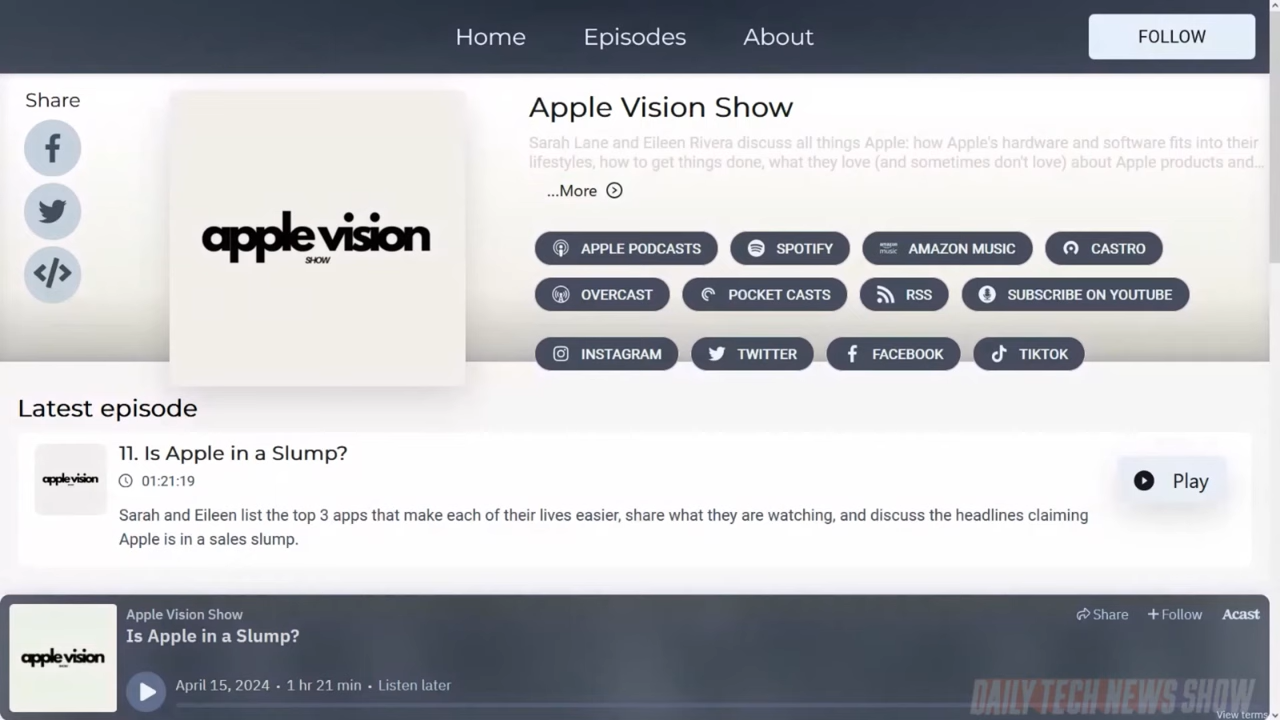 Home Episodes About FOLLOW
Share
apple vision
SHOW
Apple Vision Show
Sarah Lane and Eileen Rivera discuss all things Apple: how Apple's hardware and software fits into their
lifestyles, how to get things done, what they love (and sometimes don't love) about Apple products and...
...More
APPLE PODCASTS SPOTIFY amazon music AMAZON MUSIC CASTRO
OVERCAST POCKET CASTS RSS SUBSCRIBE ON YOUTUBE
INSTAGRAM TWITTER FACEBOOK TIKTOK
Latest episode
apple vision
11. Is Apple in a Slump?
01:21:19
Play
Sarah and Eileen list the top 3 apps that make each of their lives easier, share what they are watching, and discuss the headlines claiming
Apple is in a sales slump.
apple vision
SHOW
Apple Vision Show
Is Apple in a Slump?
Share + Follow Acast
April 15, 2024 • 1 hr 21 min • Listen later
DAILY TECH NEWS SHOW
View terms